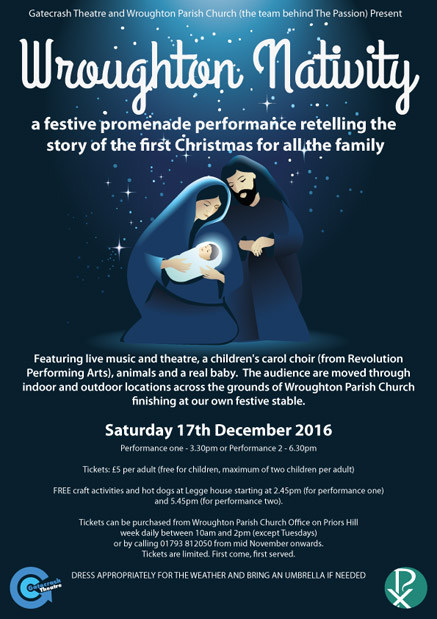 Gatecrash Theatre and Wroughton Parish Church (the team behind The Passion) Present
Wroughton Nativity
a festive promenade performance retelling the
story of the first Christmas for all the family
Featuring live music and theatre, a children's carol choir (from Revolution
Performing Arts), animals and a real baby. The audience are moved through
indoor and outdoor locations across the grounds of Wroughton Parish Church
finishing at our own festive stable.
Saturday 17th December 2016
Performance one - 3.30pm or Performance 2 - 6.30pm
Tickets: £5 per adult (free for children, maximum of two children per adult)
FREE craft activities and hot dogs at Legge house starting at 2.45pm (for performance one)
and 5.45pm (for performance two).
Tickets can be purchased from Wroughton Parish Church Office on Priors Hill
week daily between 10am and 2pm (except Tuesdays)
or by calling 01793 812050 from mid November onwards.
Tickets are limited. First come, first served.
DRESS APPROPRIATELY FOR THE WEATHER AND BRING AN UMBRELLA IF NEEDED
Gatecrash
Theatre